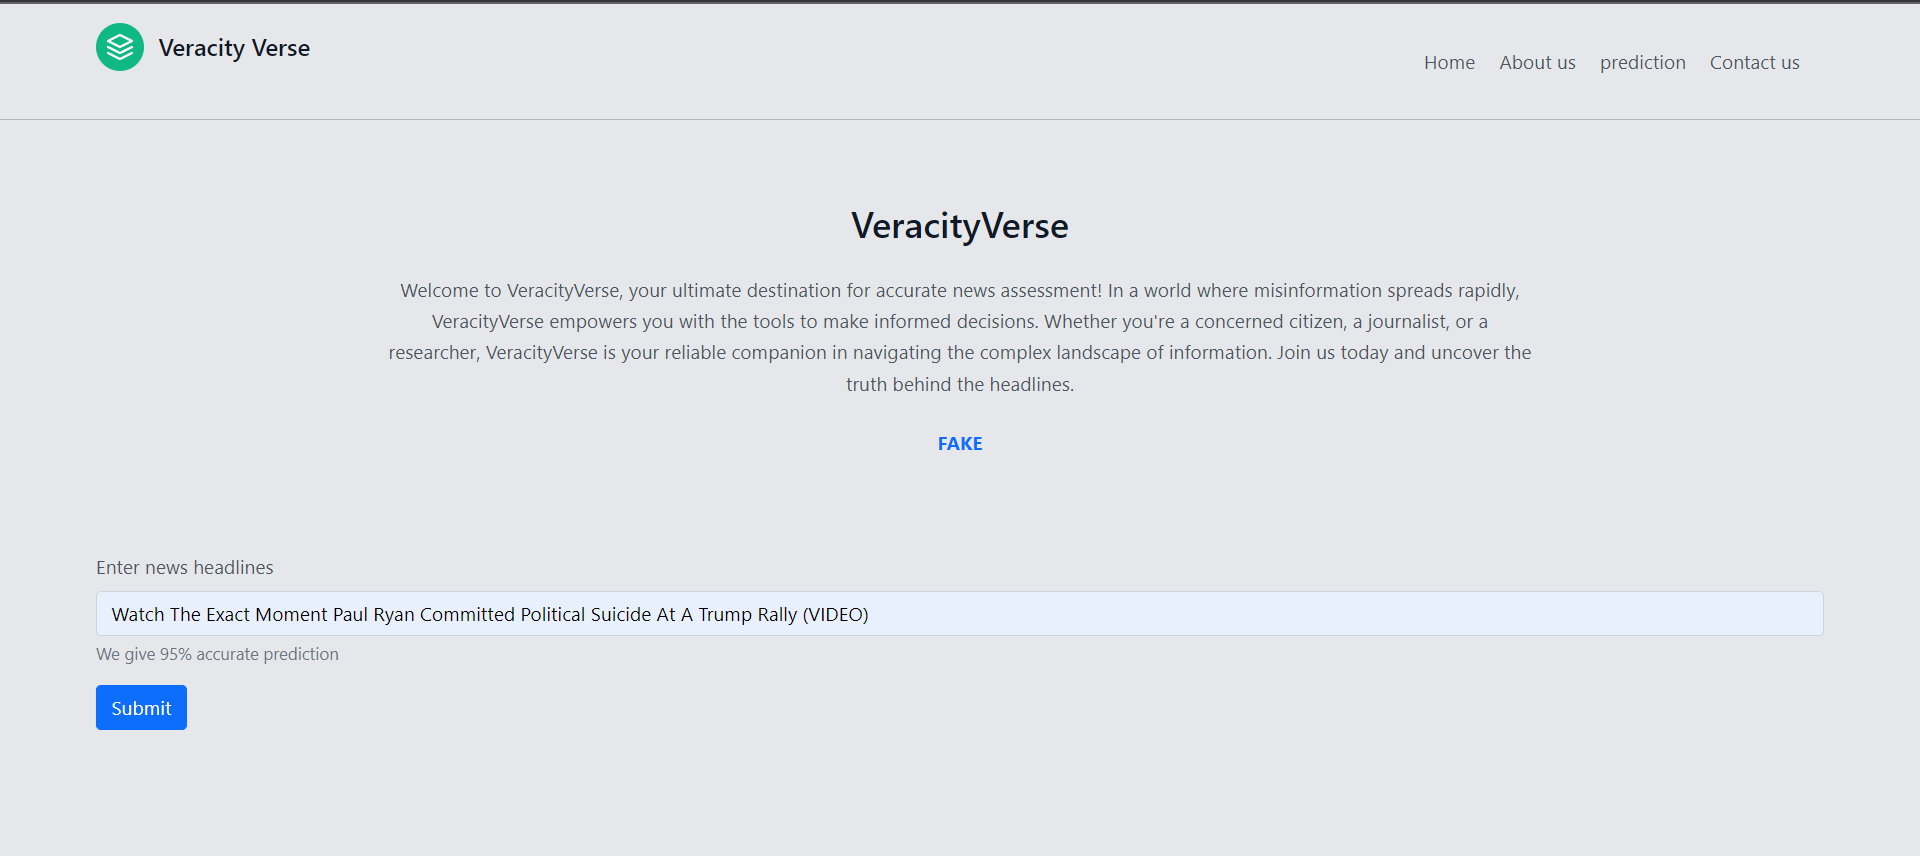 Veracity Verse
Home About us prediction Contact us
VeracityVerse
Welcome to VeracityVerse, your ultimate destination for accurate news assessment! In a world where misinformation spreads rapidly,
VeracityVerse empowers you with the tools to make informed decisions. Whether you're a concerned citizen, a journalist, or a
researcher, VeracityVerse is your reliable companion in navigating the complex landscape of information. Join us today and uncover the
truth behind the headlines.
FAKE
Enter news headlines
Watch The Exact Moment Paul Ryan Committed Political Suicide At A Trump Rally (VIDEO)
We give 95% accurate prediction
Submit